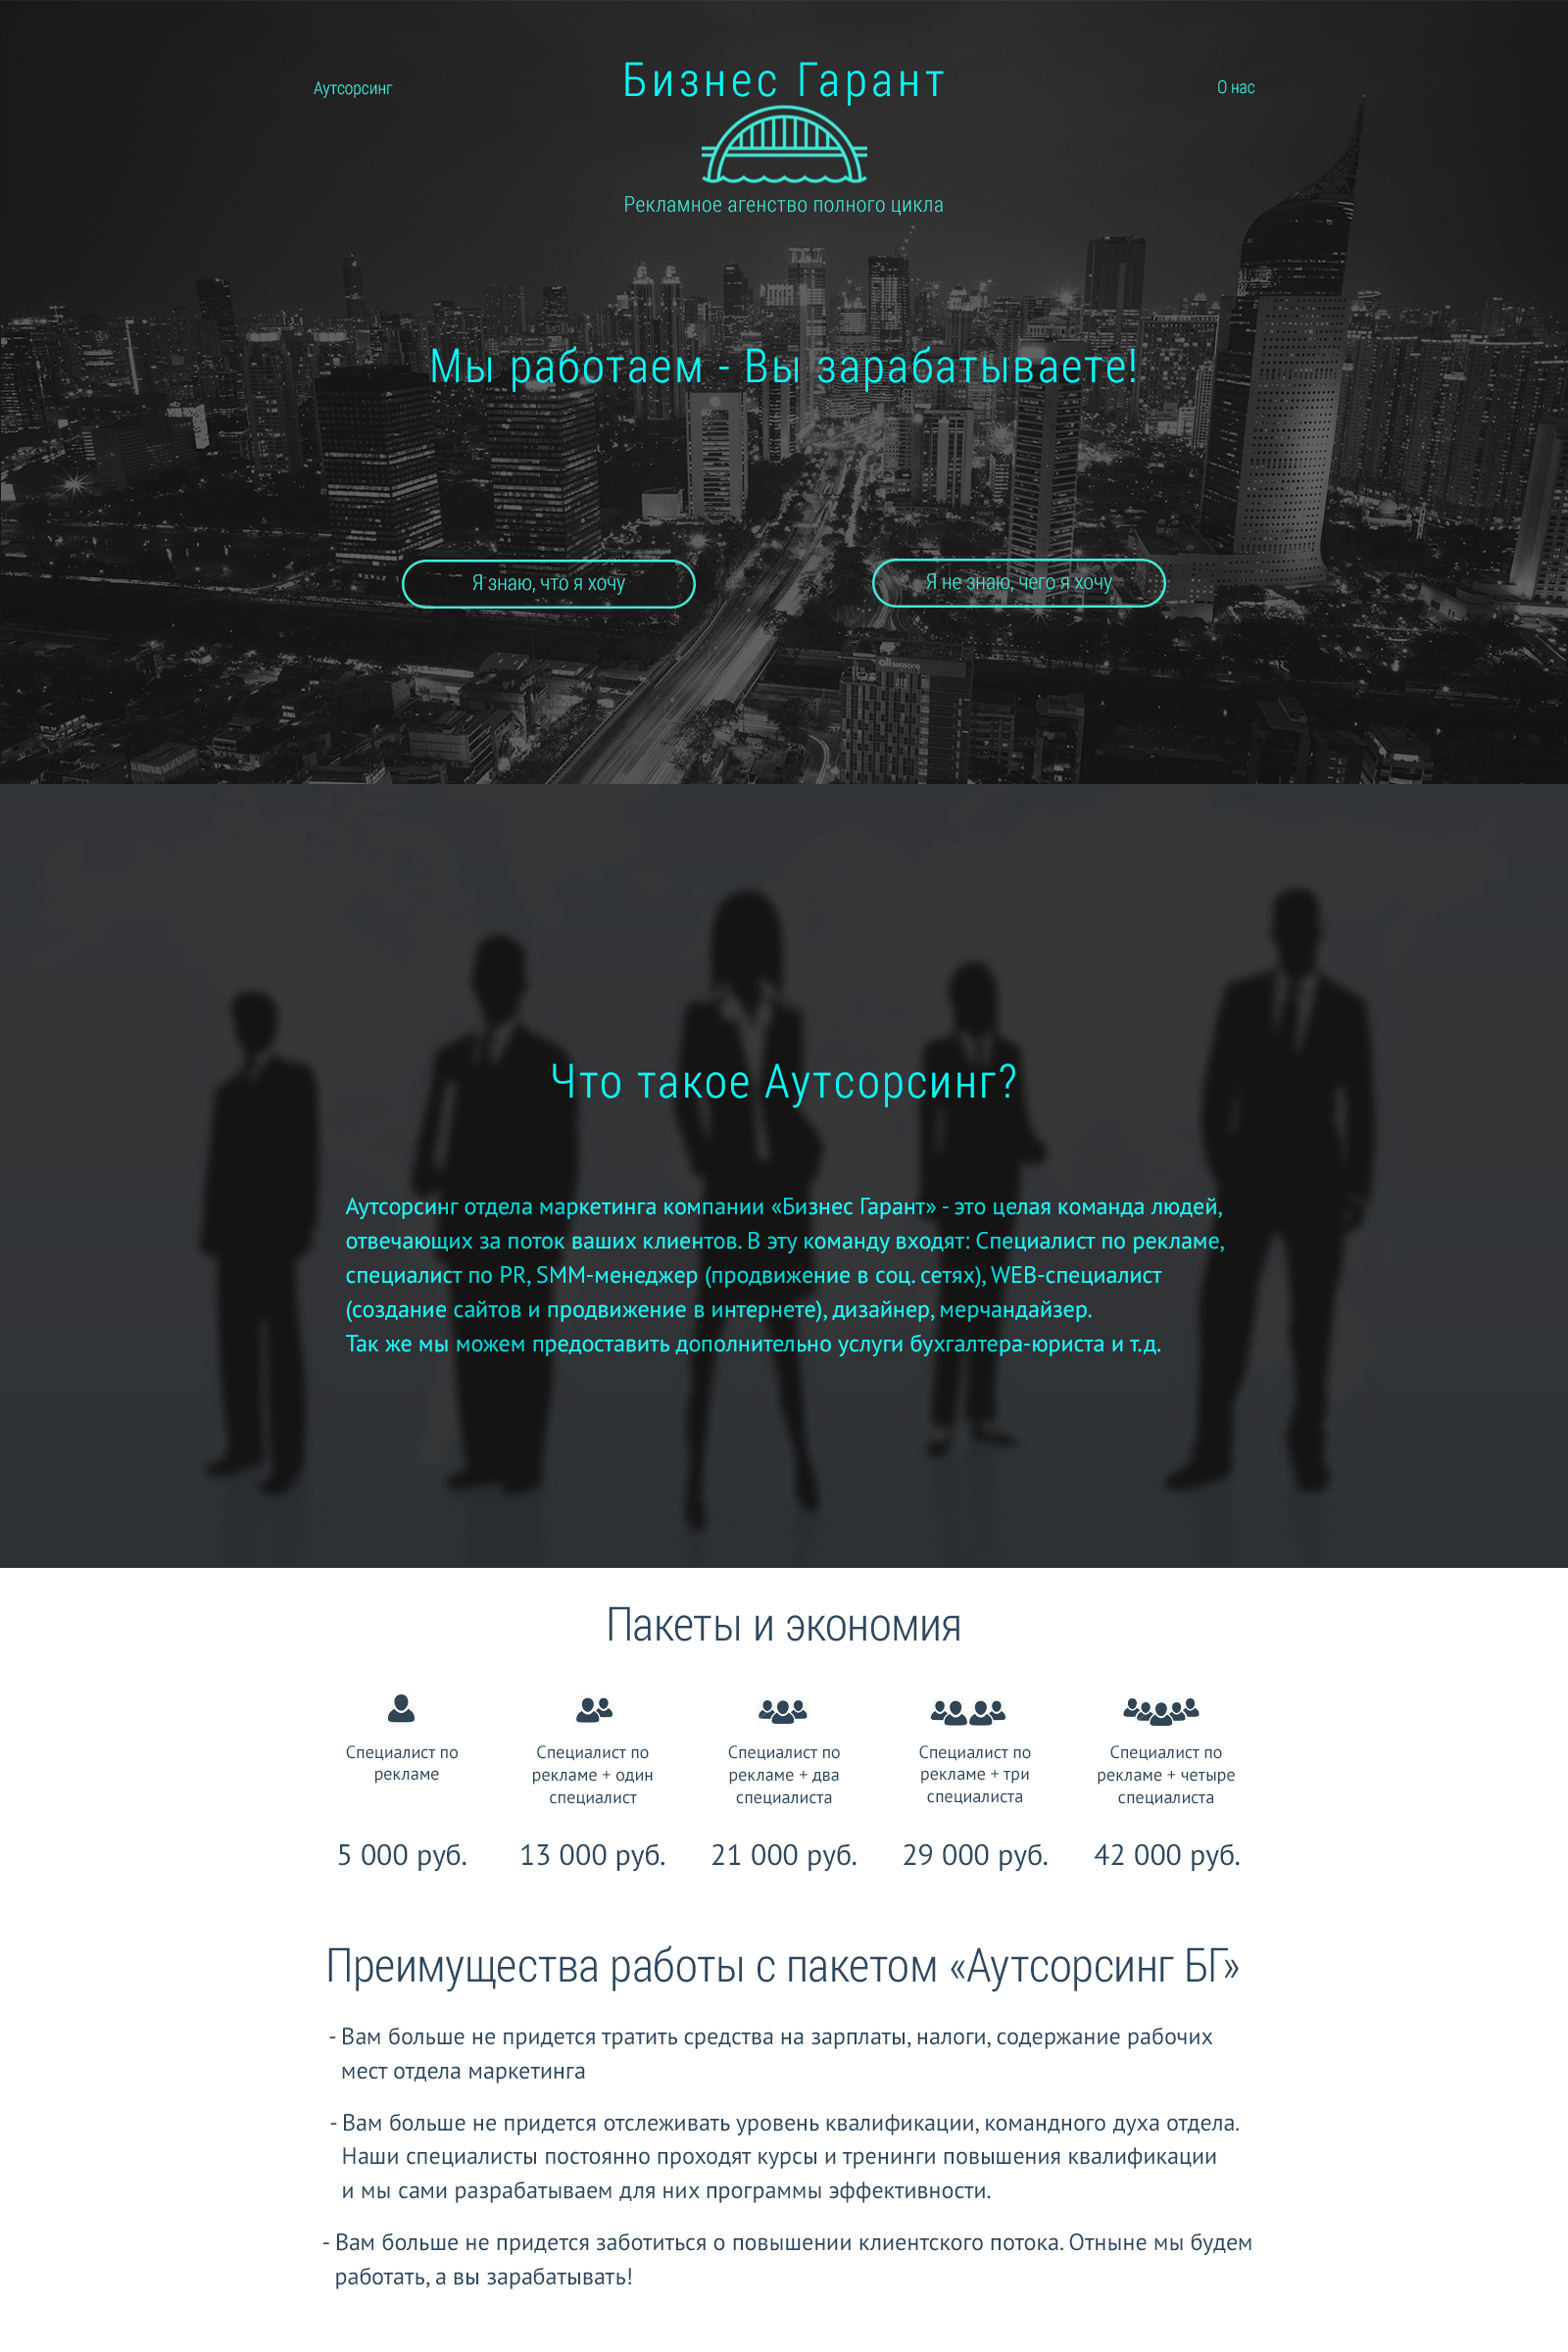 Аутсорсинг
Бизнес Гарант
О нас
Рекламное агенство полного цикла
Мы работаем - Вы зарабатываете!
Я знаю, что я хочу
Я не знаю, чего я хочу
allseasons
Что такое Аутсорсинг?
Аутсорсинг отдела маркетинга компании «Бизнес Гарант» - это целая команда людей,
отвечающих за поток ваших клиентов. В эту команду входят: Специалист по рекламе,
специалист по PR, SMM-менеджер (продвижение в соц. сетях), WEB-специалист
(создание сайтов и продвижение в интернете), дизайнер, мерчандайзер.
Так же мы можем предоставить дополнительно услуги бухгалтера-юриста и т.д.
Пакеты и экономия
Специалист по
рекламе
Специалист по
рекламе + один
специалист
Специалист по
рекламе + два
специалиста
Специалист по
рекламе + три
специалиста
Специалист по
рекламе + четыре
специалиста
5 000 руб.
13 000 руб.
21 000 руб.
29 000 руб.
42 000 руб.
Преимущества работы с пакетом «Аутсорсинг БГ»
- Вам больше не придется тратить средства на зарплаты, налоги, содержание рабочих
мест отдела маркетинга
- Вам больше не придется отслеживать уровень квалификации, командного духа отдела.
Наши специалисты постоянно проходят курсы и тренинги повышения квалификации
и мы сами разрабатываем для них программы эффективности.
- Вам больше не придется заботиться о повышении клиентского потока. Отныне мы будем
работать, а вы зарабатывать!